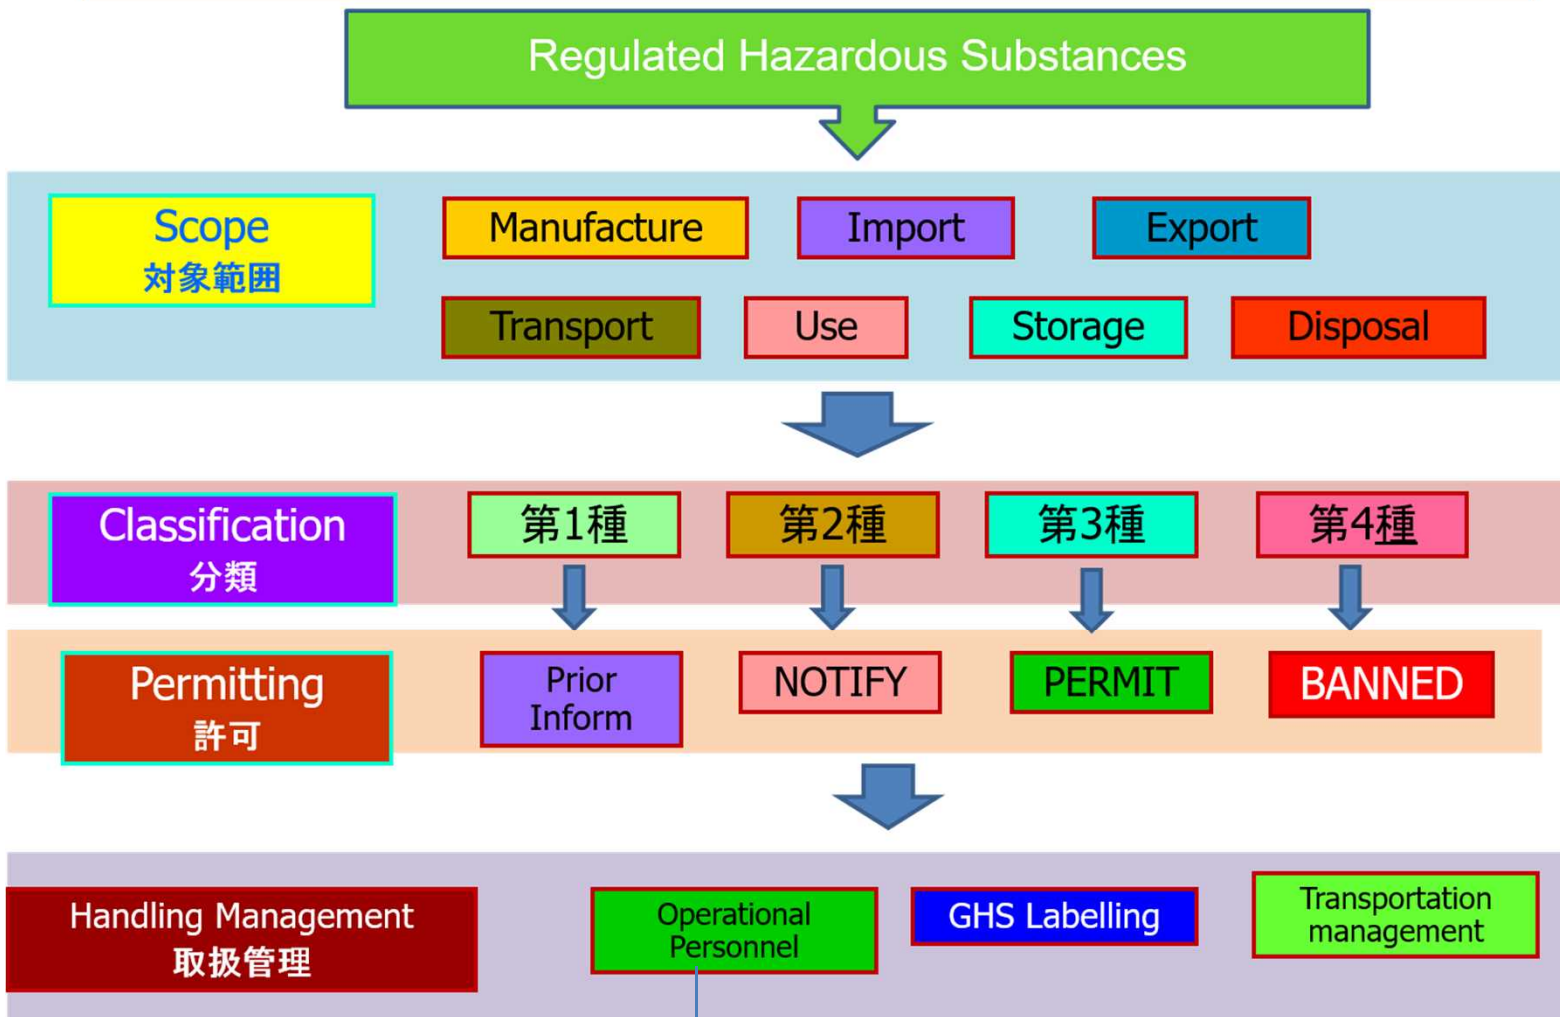 Regulated Hazardous Substances
Scope
対象範囲
Manufacture
Import
Export
Transport
Use
Storage
Disposal
Classification
分類
第1種
第2種
第3種
第4種
Permitting
許可
Prior
Inform
NOTIFY
PERMIT
BANNED
Handling Management
取扱管理
Operational
Personnel
GHS Labelling
Transportation
management